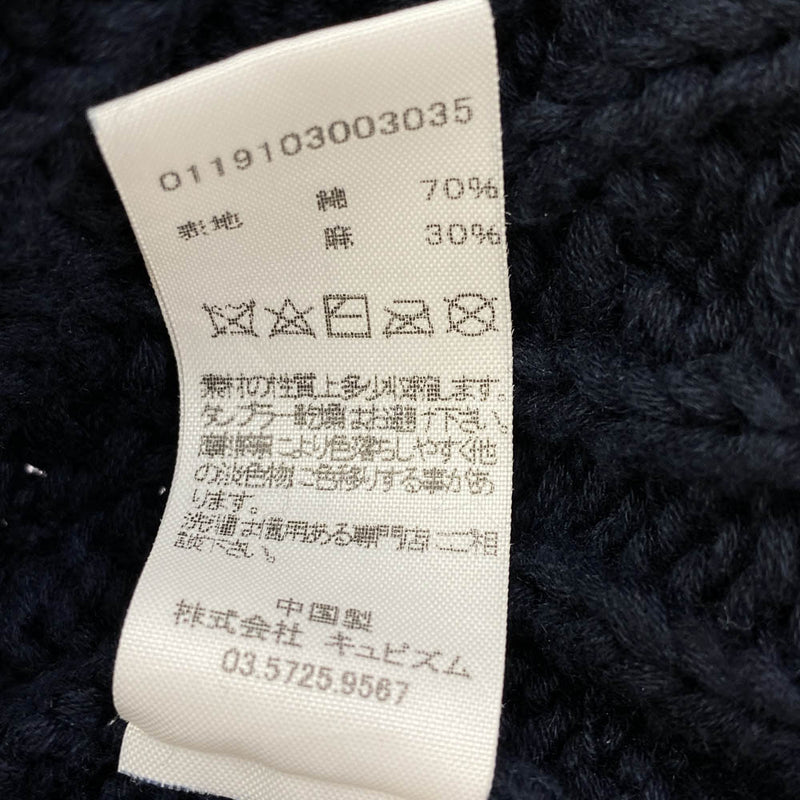 0119103003035
表地 綿 70%
麻 30%
素材の性質上多少収縮します。
タンブラー乾燥はお避け下さい。
摩擦等により色落ちしやすく他
の淡色物に色移りする事があ
ります。
洗濯は信用ある専門店にご相
談下さい。
中国製
株式会社 キュビズム
03.5725.9567